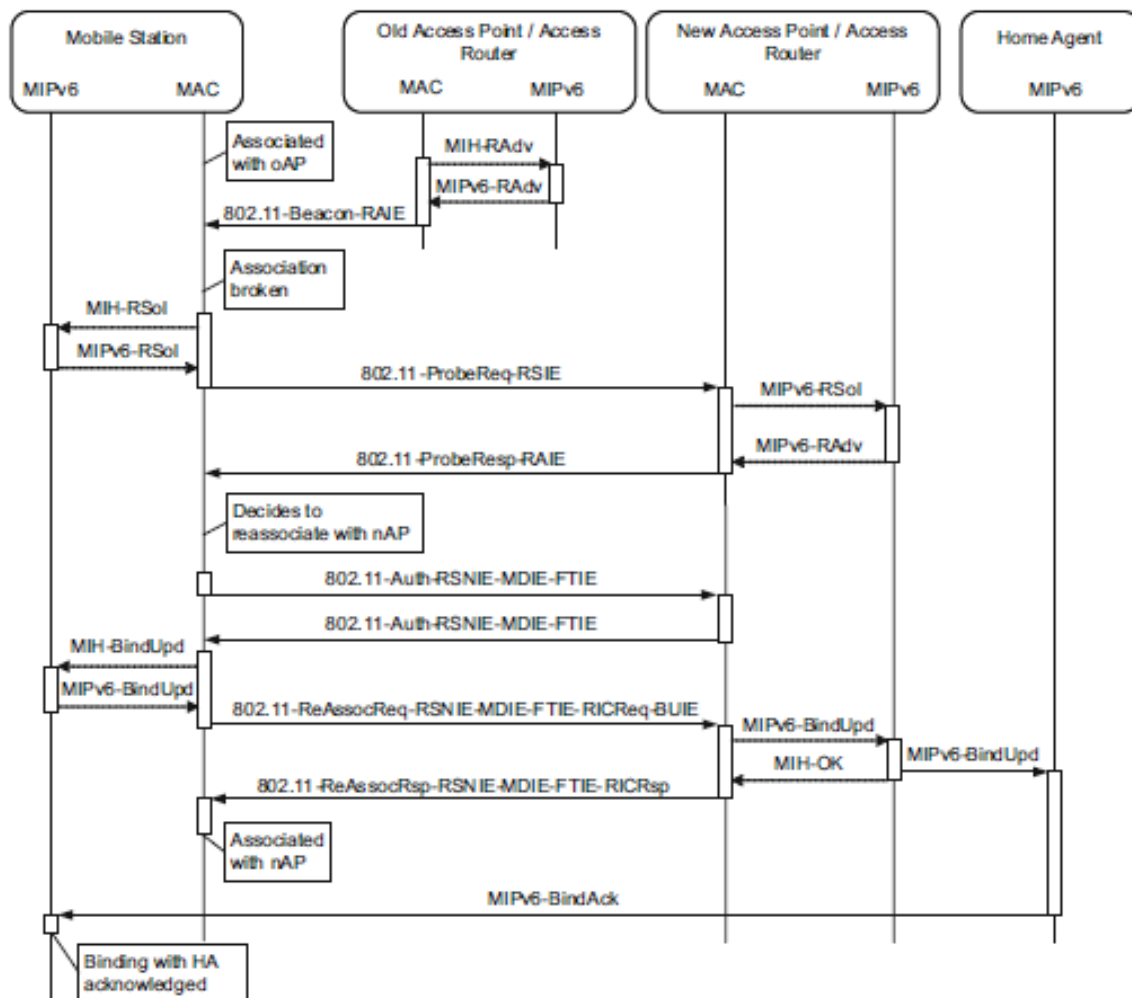 Mobile Station
Old Access Point / Access
Router
New Access Point / Access
Router
Home Agent
MIPv6
MAC
MAC
MIPv6
MAC
MIPv6
MIPv6
Associated
with oAP
MIH-RAdv
MIPv6-RAdv
802.11-Beacon-RAIE
Association
broken
MIH-RSol
MIPv6-RSol
802.11-ProbeReq-RSIE
MIPv6-RSol
MIPv6-RAdv
802.11-ProbeResp-RAIE
Decides to
reassociate with nAP
802.11-Auth-RSNIE-MDIE-FTIE
802.11-Auth-RSNIE-MDIE-FTIE
MIH-BindUpd
MIPv6-BindUpd
802.11-ReAssocReq-RSNIE-MDIE-FTIE-RICReq-BUIE
MIPv6-BindUpd
MIPv6-BindUpd
MIH-OK
802.11-ReAssocRsp-RSNIE-MDIE-FTIE-RICRsp
Associated
with nAP
MIPv6-BindAck
Binding with HA
acknowledged